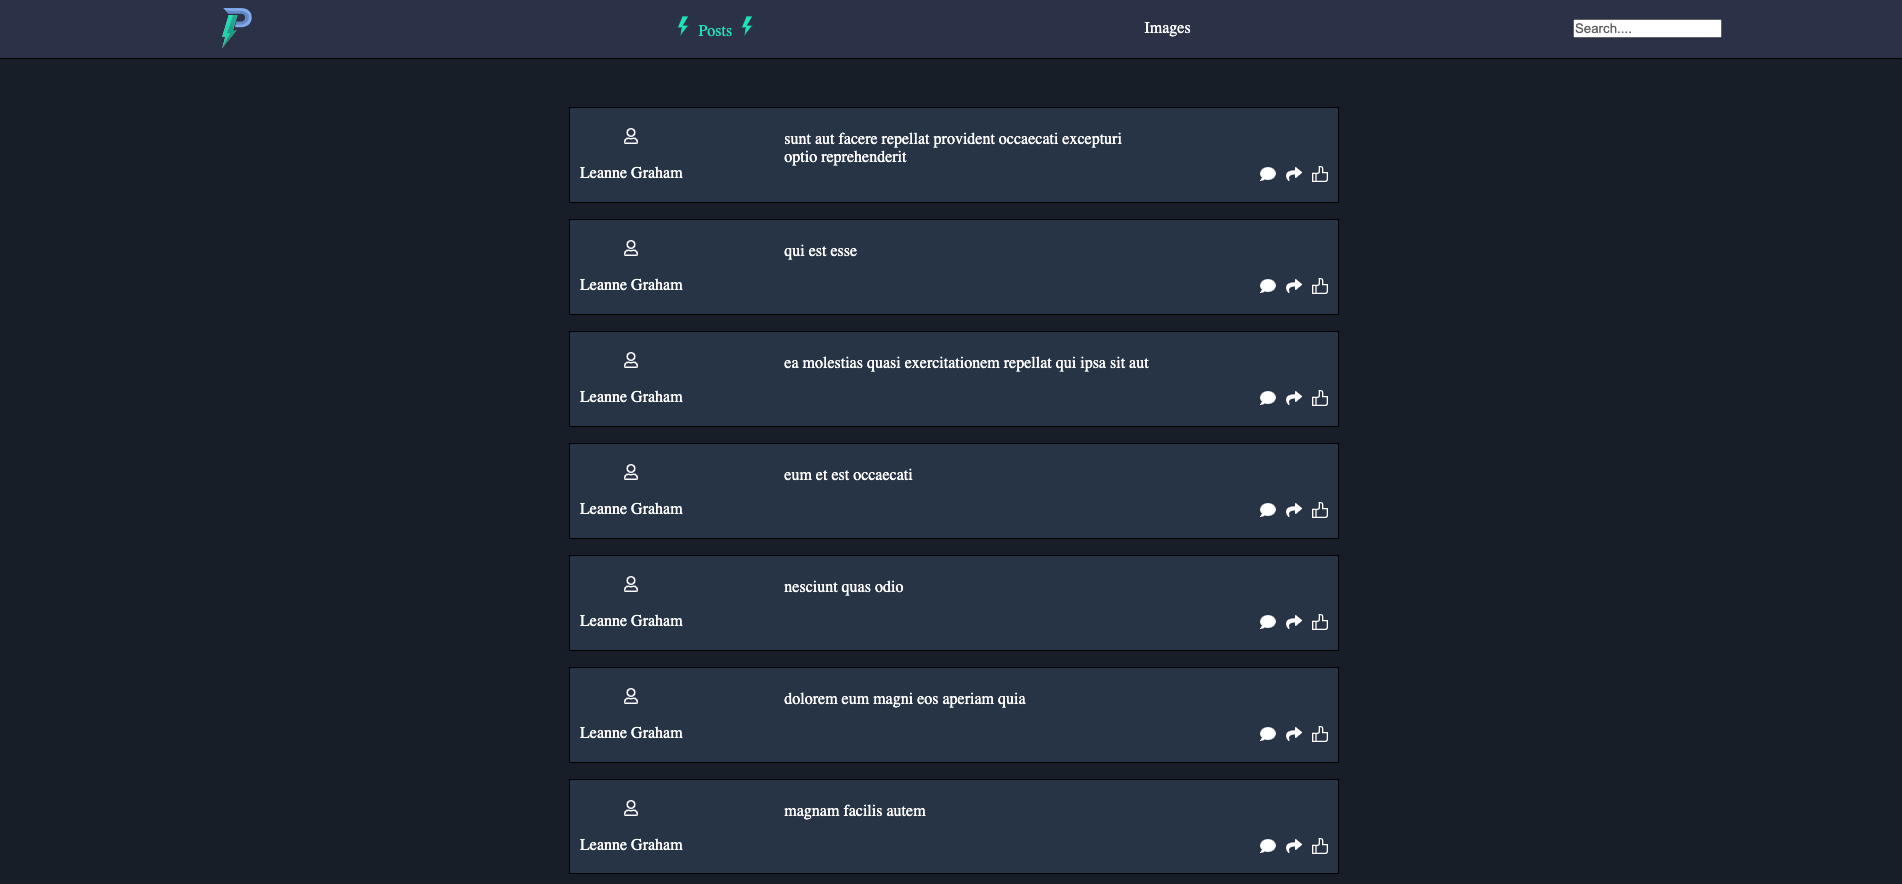 P
Posts
Images
Search....
sunt aut facere repellat provident occaecati excepturi
optio reprehenderit
Leanne Graham
qui est esse
Leanne Graham
ea molestias quasi exercitationem repellat qui ipsa sit aut
Leanne Graham
eum et est occaecati
Leanne Graham
nesciunt quas odio
Leanne Graham
dolorem eum magni eos aperiam quia
Leanne Graham
magnam facilis autem
Leanne Graham